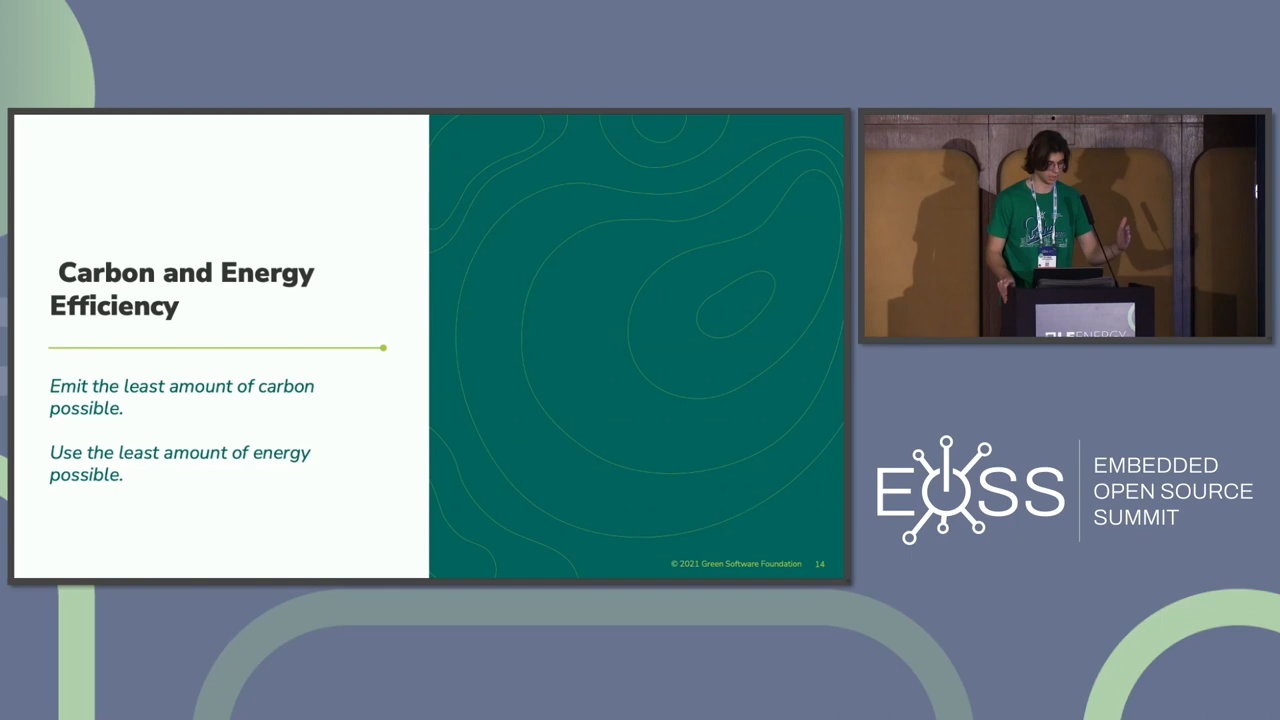 Carbon and Energy
Efficiency
Emit the least amount of carbon
possible.
Use the least amount of energy
possible.
© 2021 Green Software Foundation 14
EOSS
EMBEDDED
OPEN SOURCE
SUMMIT